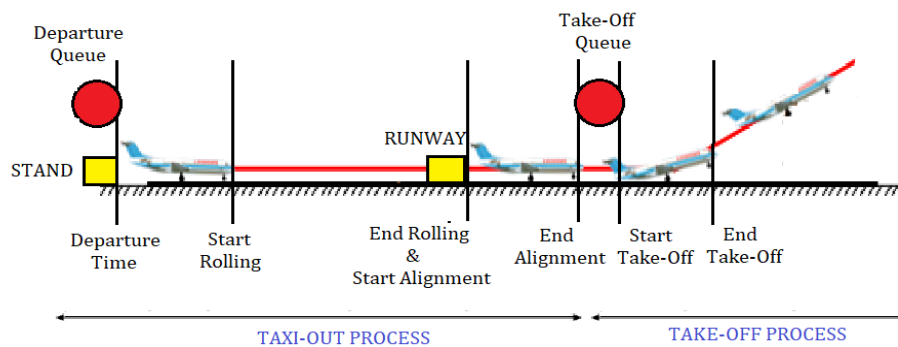 Departure
Queue
Take-Off
Queue
RUNWAY
STAND
Departure
Time
Start
Rolling
End Rolling
&
Start Alignment
End
Alignment
Start
Take-Off
End
Take-Off
TAXI-OUT PROCESS
TAKE-OFF PROCESS